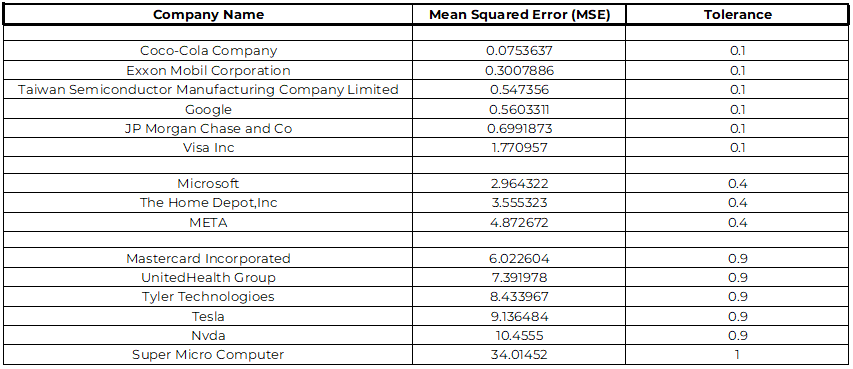 Company Name Mean Squared Error (MSE) Tolerance
Coco-Cola Company 0.0753637 0.1
Exxon Mobil Corporation 0.3007886 0.1
Taiwan Semiconductor Manufacturing Company Limited 0.547356 0.1
Google 0.5603311 0.1
JP Morgan Chase and Co 0.6991873 0.1
Visa Inc 1.770957 0.1
Microsoft 2.964322 0.4
The Home Depot,Inc 3.555323 0.4
META 4.872672 0.4
Mastercard Incorporated 6.022604 0.9
UnitedHealth Group 7.391978 0.9
Tyler Technologioes 8.433967 0.9
Tesla 9.136484 0.9
Nvda 10.4555 0.9
Super Micro Computer 34.01452 1